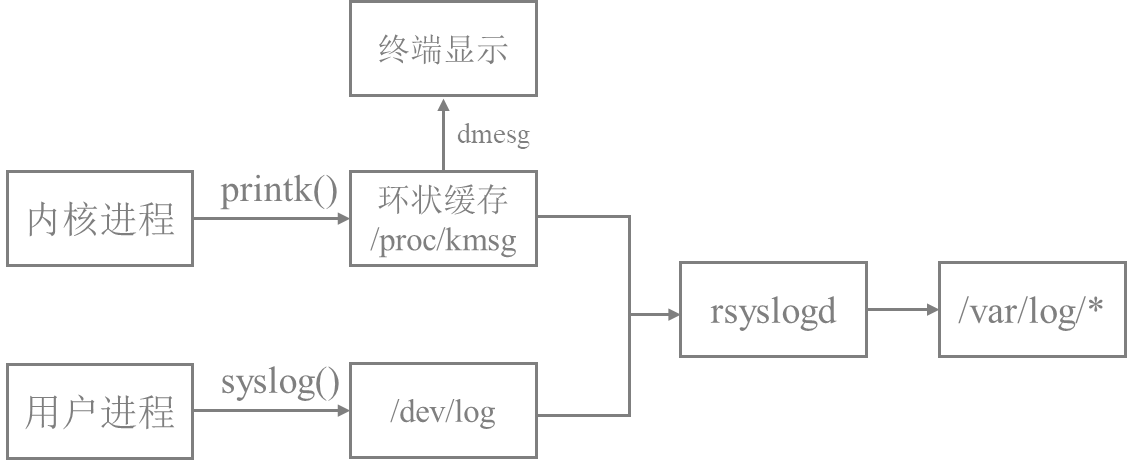 终端显示
dmesg
内核进程
printk()
环状缓存
/proc/kmsg
rsyslogd
/var/log/*
用户进程
syslog()
/dev/log